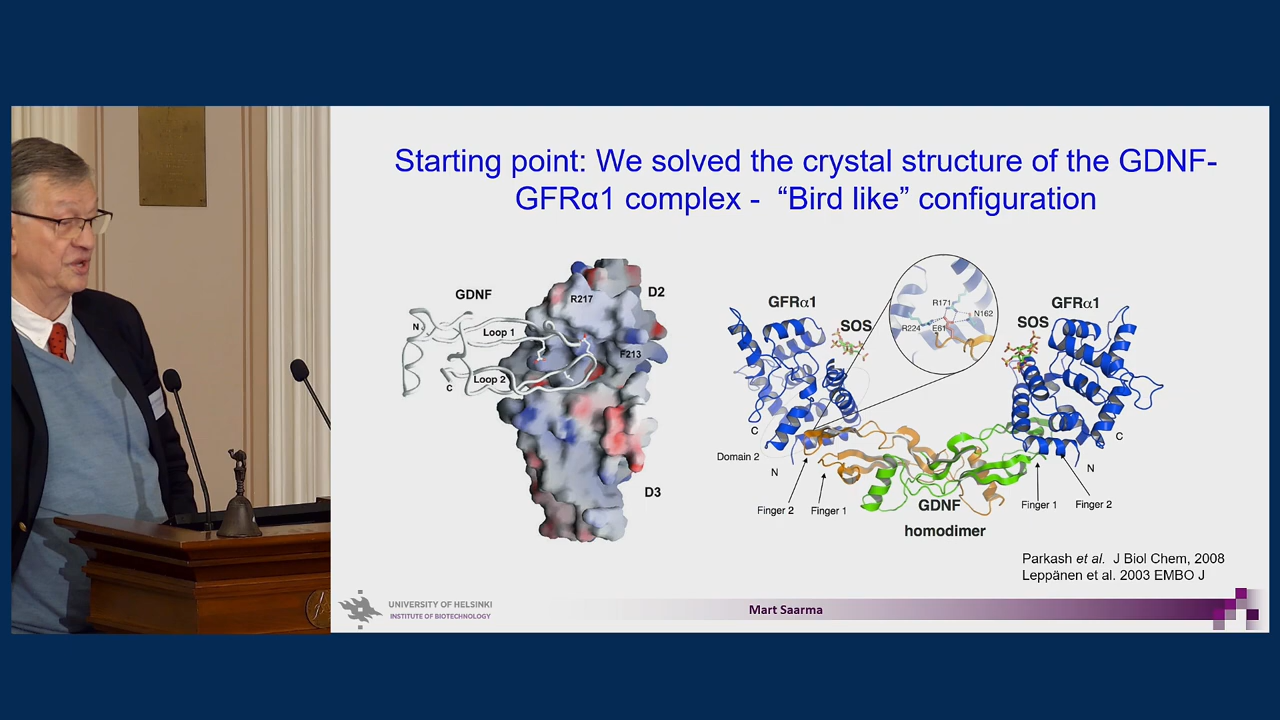 Starting point: We solved the crystal structure of the GDNF-
GFRα1 complex - “Bird like” configuration
GDNF
N
Loop 1
Loop 2
C
R217
D2
F213
D3
GFRα1
SOS
R171
N162
R224
E61
SOS
GFRα1
C
Domain 2
N
Finger 2
Finger 1
GDNF
homodimer
Finger 1
Finger 2
N
C
Parkash et al. J Biol Chem, 2008
Leppänen et al. 2003 EMBO J
UNIVERSITY OF HELSINKI
INSTITUTE OF BIOTECHNOLOGY
Mart Saarma